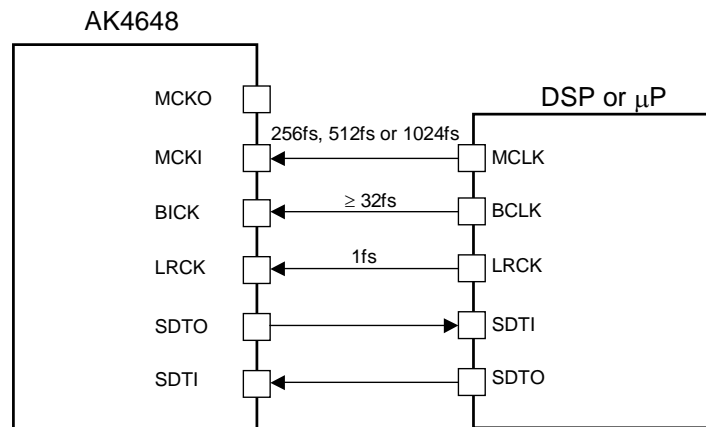 AK4648
DSP or μP
MCKO
256fs, 512fs or 1024fs
MCKI
MCLK
≥ 32fs
BICK
BCLK
1fs
LRCK
LRCK
SDTO
SDTI
SDTI
SDTO